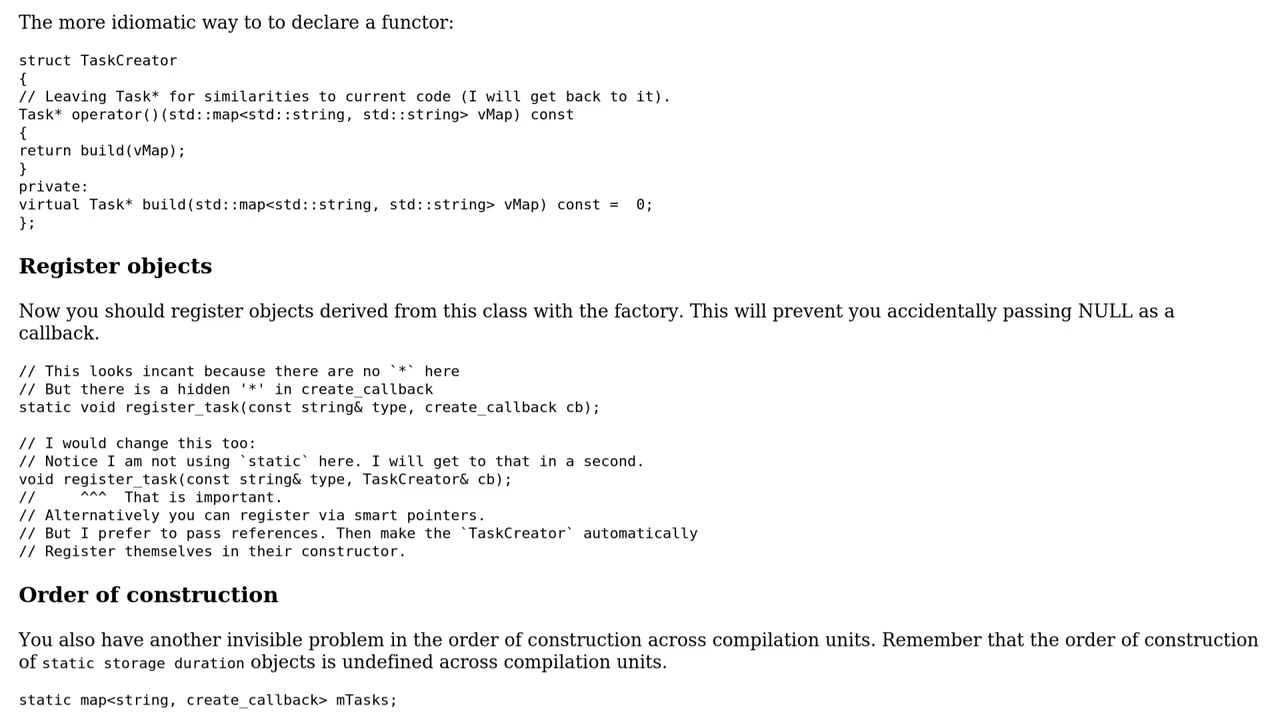 The more idiomatic way to to declare a functor:
struct TaskCreator
{
// Leaving Task* for similarities to current code (I will get back to it).
Task* operator()(std::map<std::string, std::string> vMap) const
{
return build(vMap);
}
private:
virtual Task* build(std::map<std::string, std::string> vMap) const =  0;
};
Register objects
Now you should register objects derived from this class with the factory. This will prevent you accidentally passing NULL as a
callback.
// This looks incant because there are no `*` here
// But there is a hidden '*' in create_callback
static void register_task(const string& type, create_callback cb);
// I would change this too:
// Notice I am not using `static` here. I will get to that in a second.
void register_task(const string& type, TaskCreator& cb);
//     ^^^  That is important.
// Alternatively you can register via smart pointers.
// But I prefer to pass references. Then make the `TaskCreator` automatically
// Register themselves in their constructor.
Order of construction
You also have another invisible problem in the order of construction across compilation units. Remember that the order of construction
of static storage duration objects is undefined across compilation units.
static map<string, create_callback> mTasks;